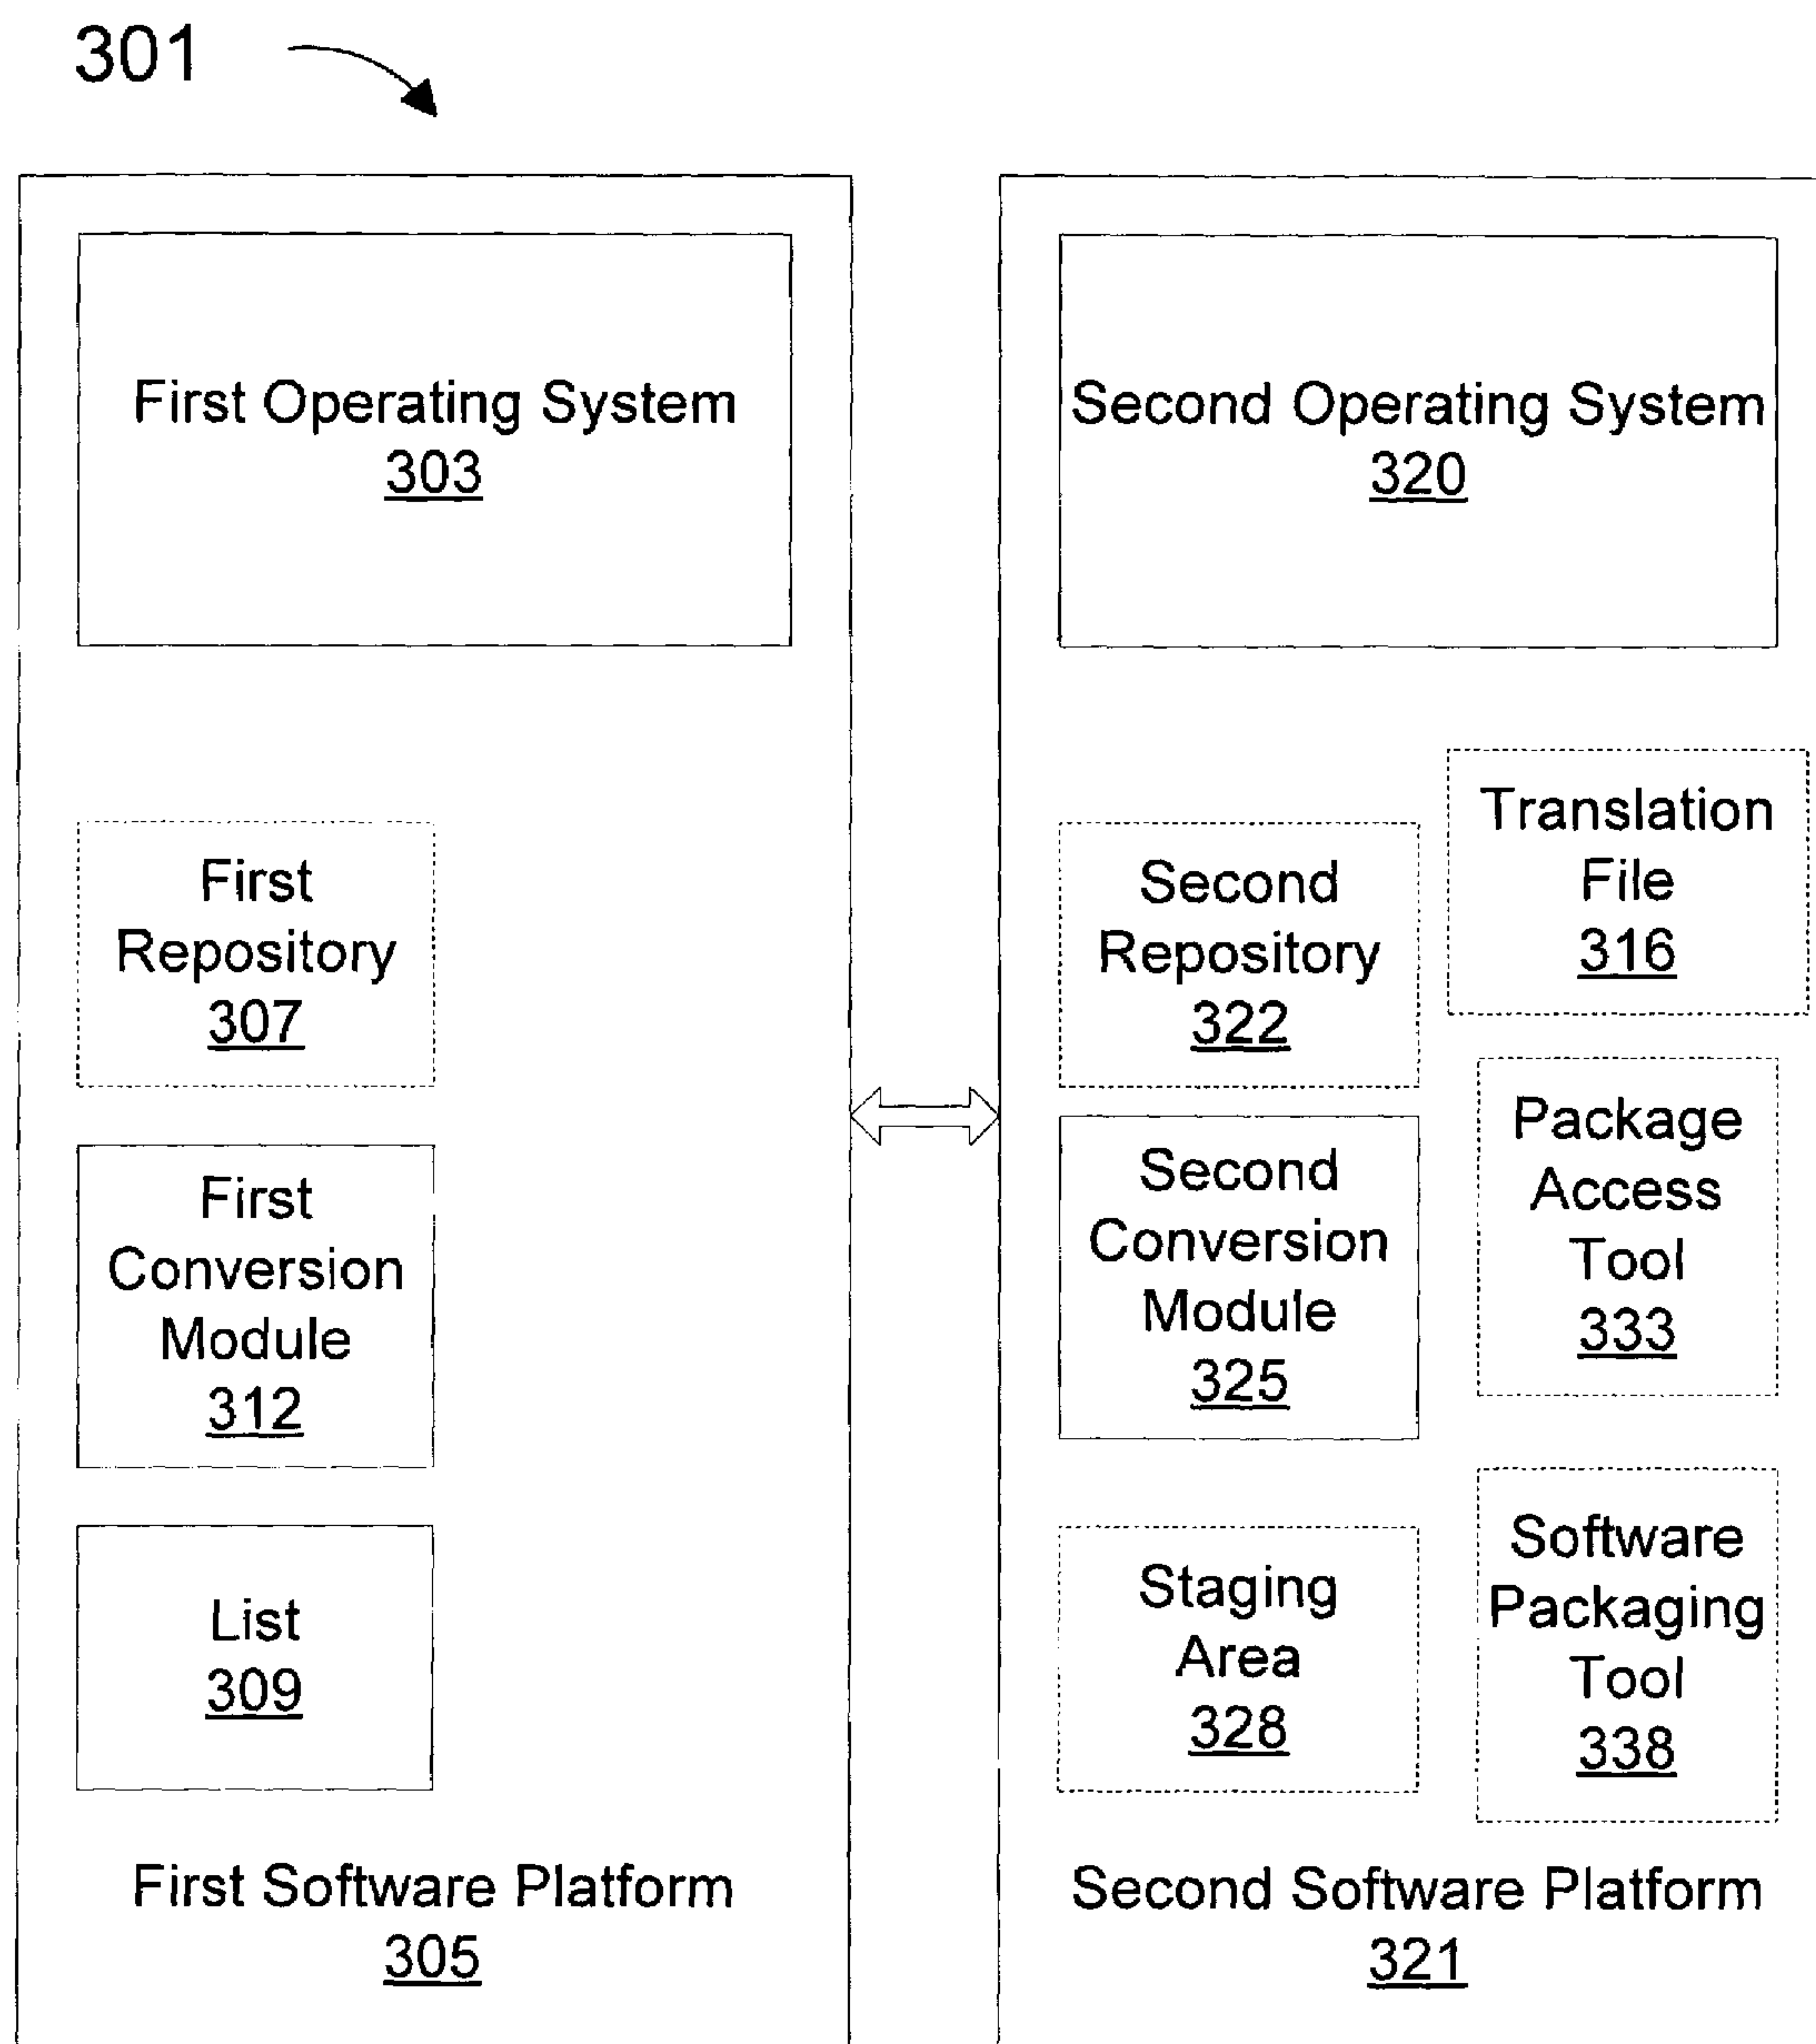 301
First Operating System
303
First
Repository
307
First
Conversion
Module
312
List
309
First Software Platform
305
Second Operating System
320
Second
Repository
322
Translation
File
316
Second
Conversion
Module
325
Package
Access
Tool
333
Staging
Area
328
Software
Packaging
Tool
338
Second Software Platform
321